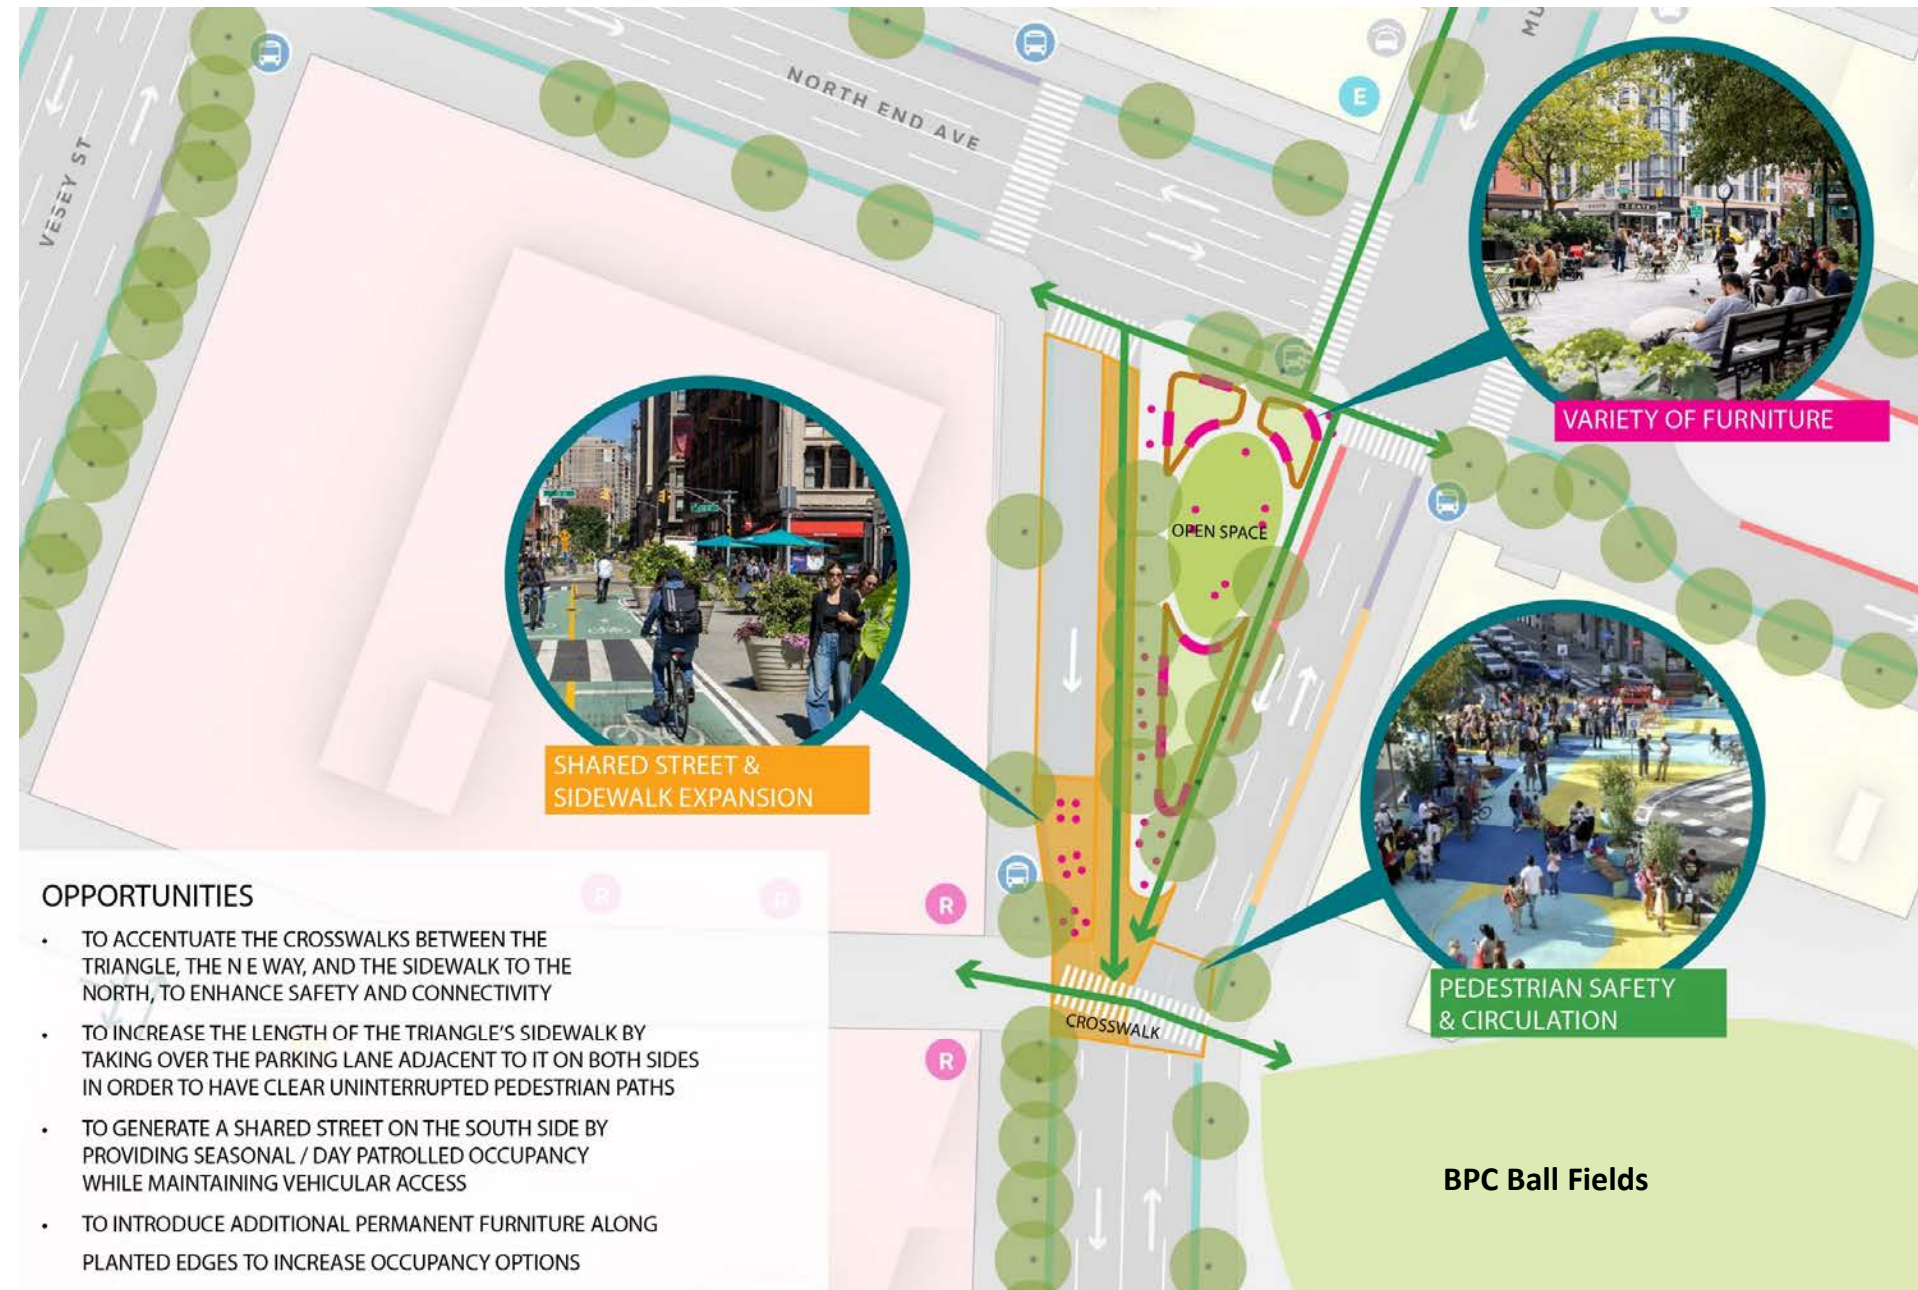 NORTH END AVE
MU
VESEY ST
E
VARIETY OF FURNITURE
OPEN SPACE
SHARED STREET &
SIDEWALK EXPANSION
PEDESTRIAN SAFETY
& CIRCULATION
CROSSWALK
R
R
R
R
OPPORTUNITIES
• TO ACCENTUATE THE CROSSWALKS BETWEEN THE
TRIANGLE, THE N E WAY, AND THE SIDEWALK TO THE
NORTH, TO ENHANCE SAFETY AND CONNECTIVITY
• TO INCREASE THE LENGTH OF THE TRIANGLE'S SIDEWALK BY
TAKING OVER THE PARKING LANE ADJACENT TO IT ON BOTH SIDES
IN ORDER TO HAVE CLEAR UNINTERRUPTED PEDESTRIAN PATHS
• TO GENERATE A SHARED STREET ON THE SOUTH SIDE BY
PROVIDING SEASONAL / DAY PATROLLED OCCUPANCY
WHILE MAINTAINING VEHICULAR ACCESS
• TO INTRODUCE ADDITIONAL PERMANENT FURNITURE ALONG
PLANTED EDGES TO INCREASE OCCUPANCY OPTIONS
BPC Ball Fields